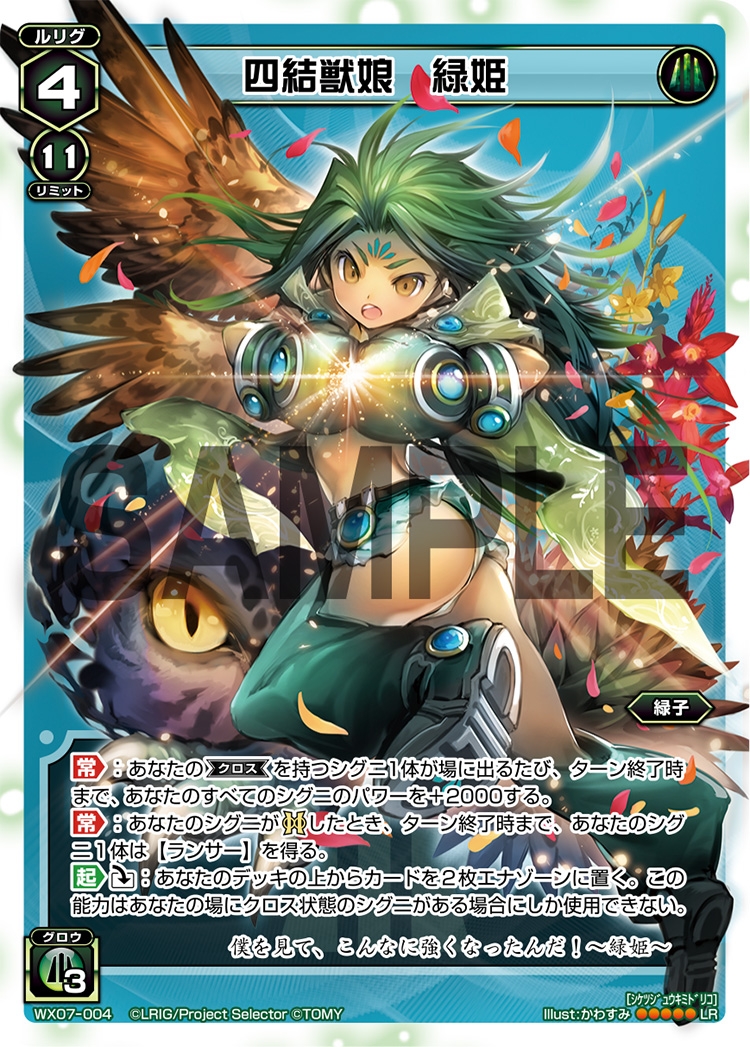 ルリグ
4
四結獣娘　緑姫
11
リミット
SAMPLE
緑子
常：あなたの》クロス《を持つシグニ1体が場に出るたび、ターン終了時
まで、あなたのすべてのシグニのパワーを＋2000する。
常：あなたのシグニが したとき、ターン終了時まで、あなたのシグ
ニ1体は【ランサー】を得る。
起 ：あなたのデッキの上からカードを２枚エナゾーンに置く。この
能力はあなたの場にクロス状態のシグニがある場合にしか使用できない。
僕を見て、こんなに強くなったんだ！〜緑姫〜
グロウ
3
[シケツジュウキミドリコ]
WX07-004 ©LRIG/Project Selector ©TOMY Illust:かわすみ LR